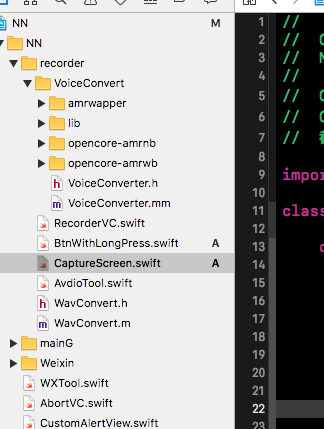 NN M
NN
recorder
VoiceConvert
amrwapper
lib
opencore-amrnb
opencore-amrwb
h VoiceConverter.h
m VoiceConverter.mm
RecorderVC.swift
BtnWithLongPress.swift A
CaptureScreen.swift A
AvdioTool.swift
h WavConvert.h
m WavConvert.m
mainG
Weixin
WXTool.swift
AbortVC.swift
CustomAlertView.swift
1 //
2 //
3 //
4 //
5 //
6 //
7 //
8
9 impor
10
11 class
12
13
14
15
16
17
18
19
20
21
22
23